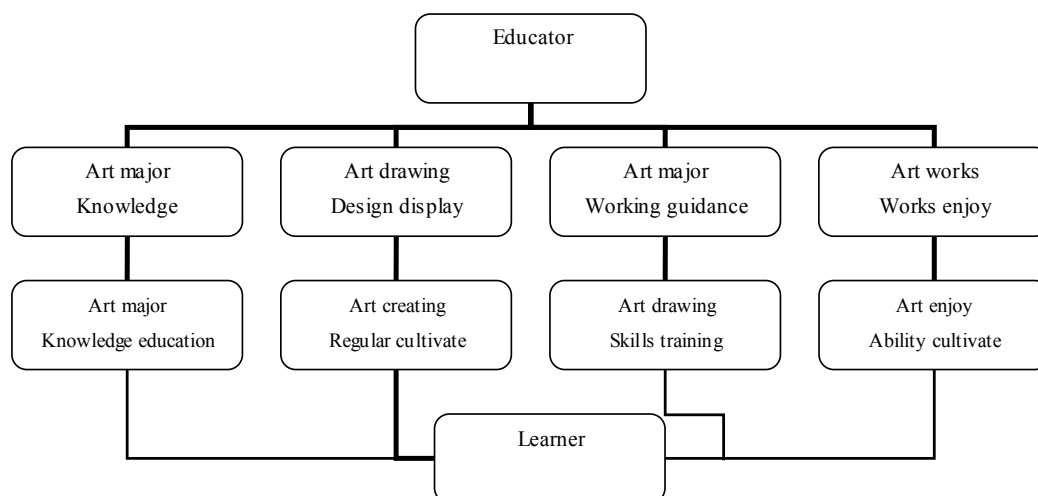 Educator
Art major
Knowledge
Art drawing
Design display
Art major
Working guidance
Art works
Works enjoy
Art major
Knowledge education
Art creating
Regular cultivate
Art drawing
Skills training
Art enjoy
Ability cultivate
Learner